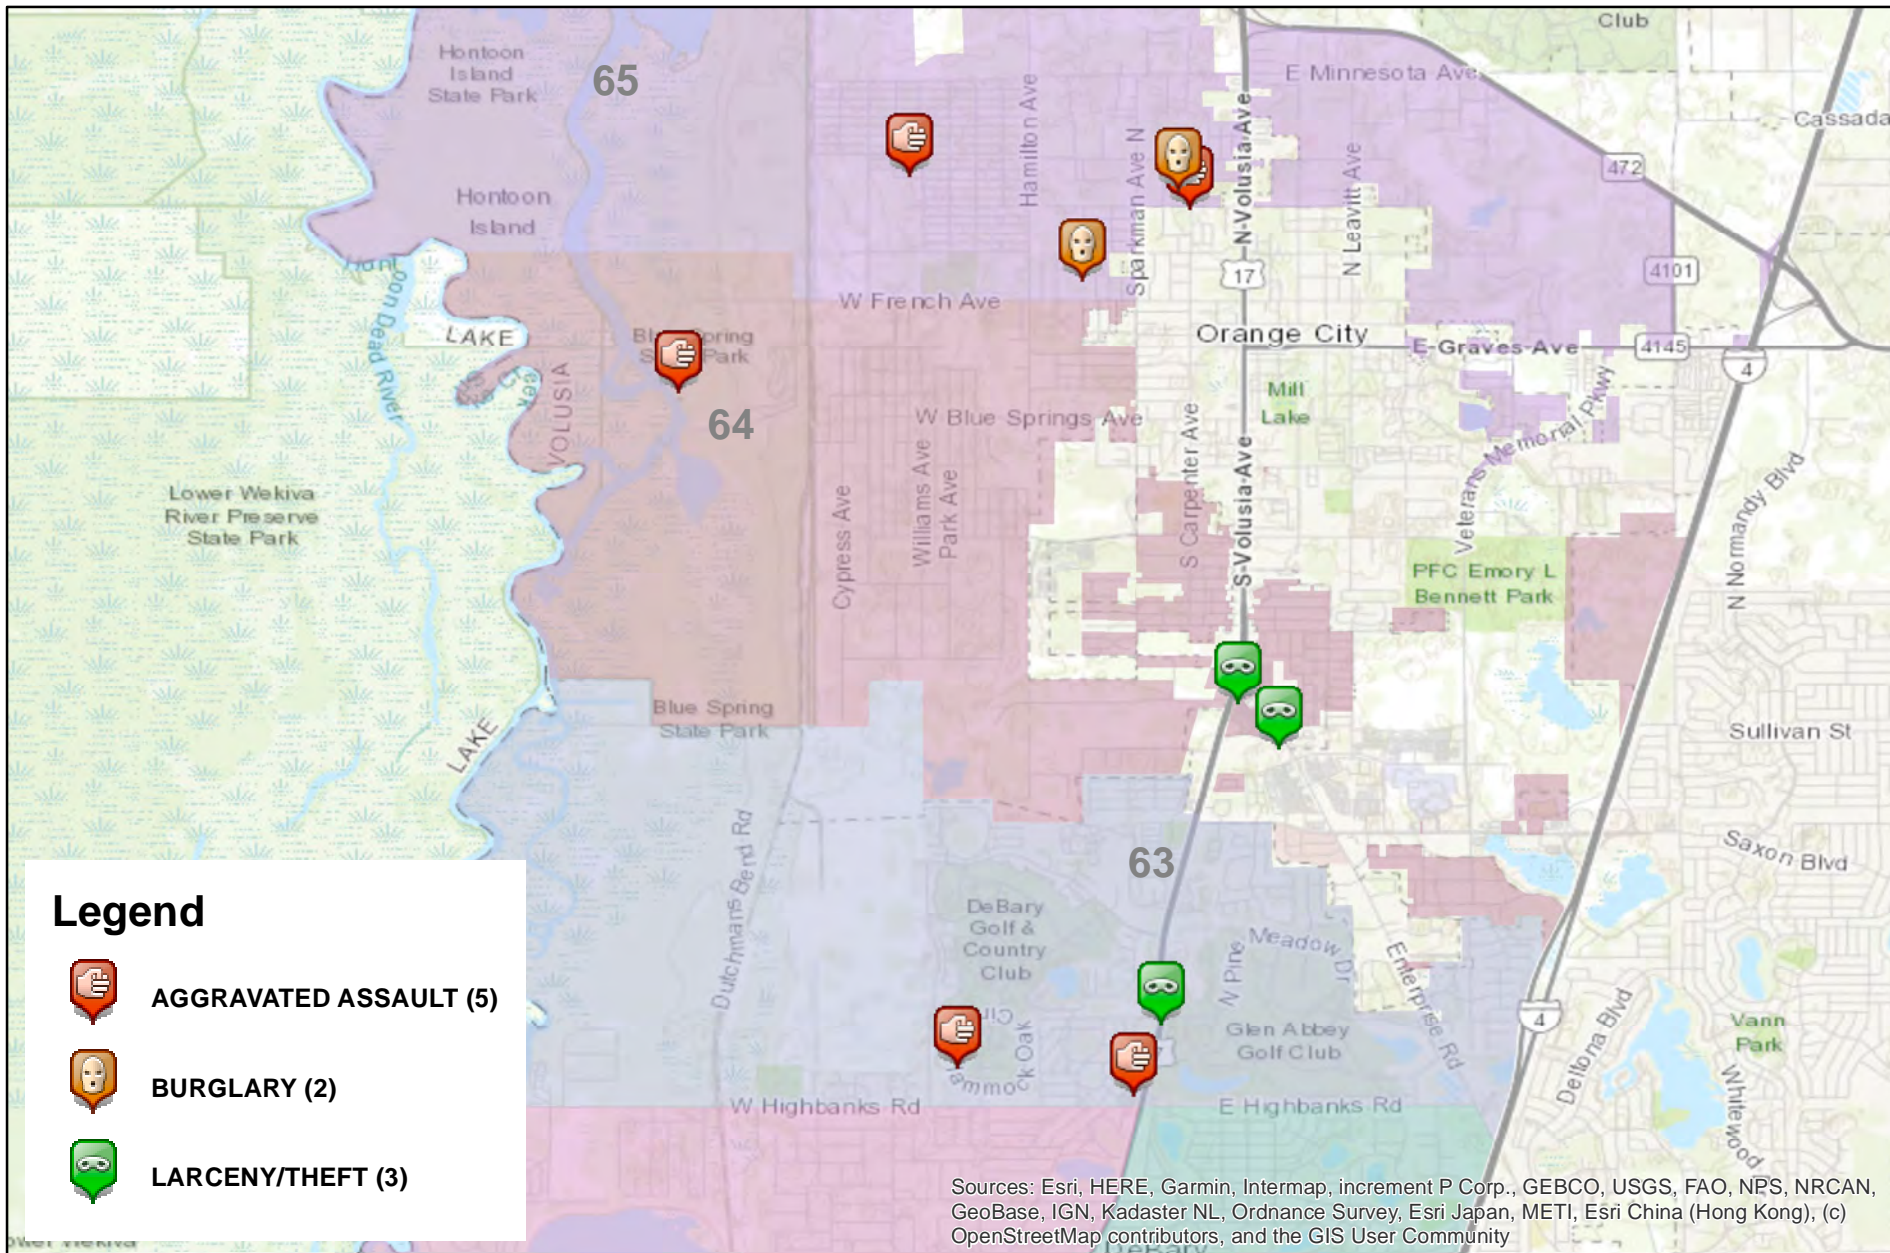 Club
Hontoon
Island
State Park
65
E Minnesota Ave
Cassada
Hamilton Ave
Sparkman Ave N
N Volusia Ave
N Leavitt Ave
472
Hontoon
Island
4101
17
W French Ave
Dead River
LAKE
Creek
VOLUSIA
Orange City
E Graves Ave
4145
4
64
Mill
Lake
W Blue Springs Ave
S Carpenter Ave
S Volusia Ave
Veterans Memorial Pkwy
N Normandy Blvd
Williams Ave
Park Ave
Cypress Ave
Lower Wekiva
River Preserve
State Park
PFC Emory L
Bennett Park
Blue Spring
State Park
LAKE
Sullivan St
Saxon Blvd
63
Dutchmans Bend Rd
DeBary
Golf &
Country
Club
N Pine Meadow Dr
Enterprise Rd
Glen Abbey
Golf Club
4
Deltona Blvd
Vann
Park
Whitewood
Oak
W Highbanks Rd
E Highbanks Rd
DeBary
Legend
AGGRAVATED ASSAULT (5)
BURGLARY (2)
LARCENY/THEFT (3)
Sources: Esri, HERE, Garmin, Intermap, increment P Corp., GEBCO, USGS, FAO, NPS, NRCAN,
GeoBase, IGN, Kadaster NL, Ordnance Survey, Esri Japan, METI, Esri China (Hong Kong), (c)
OpenStreetMap contributors, and the GIS User Community